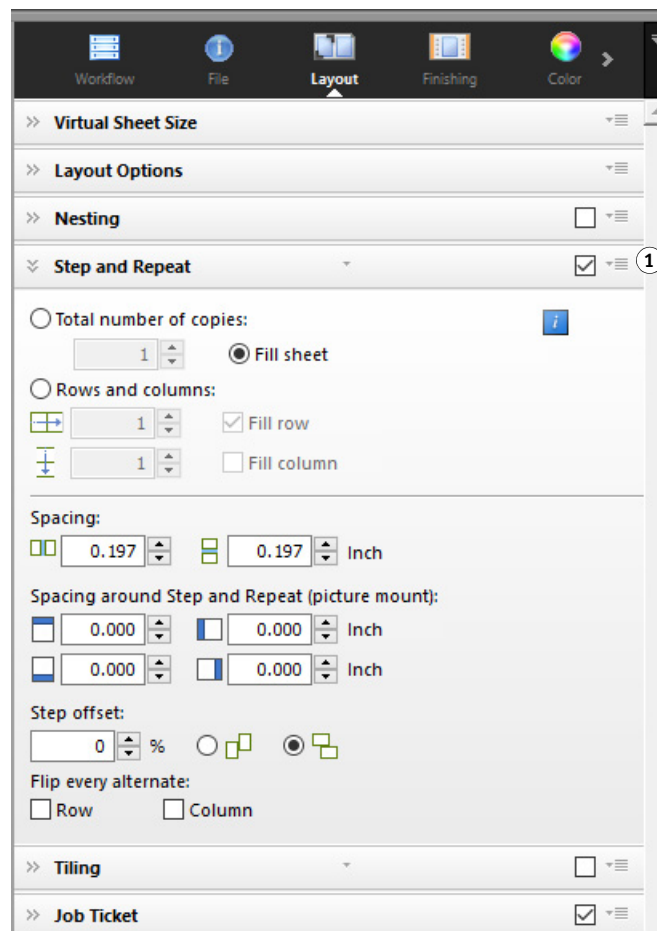 Workflow File Layout Finishing Color
Virtual Sheet Size
Layout Options
Nesting
Step and Repeat
1
Total number of copies:
i
1 Fill sheet
Rows and columns:
1 Fill row
1 Fill column
Spacing:
0.197 0.197 Inch
Spacing around Step and Repeat (picture mount):
0.000 0.000 Inch
0.000 0.000 Inch
Step offset:
0 %
Flip every alternate:
Row Column
Tiling
Job Ticket